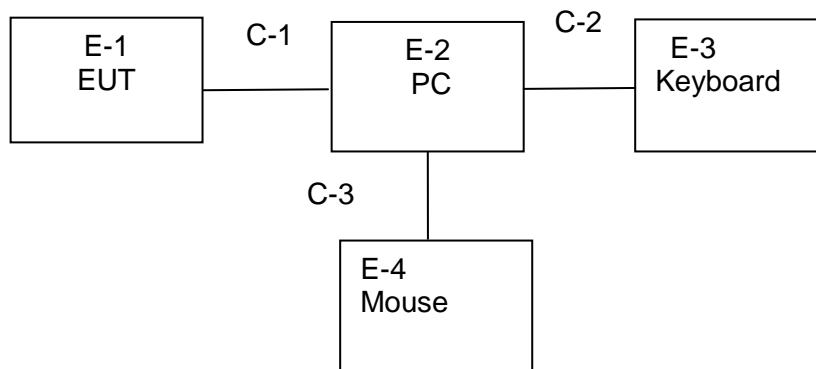 E-1
EUT
C-1
E-2
PC
C-2
E-3
Keyboard
C-3
E-4
Mouse